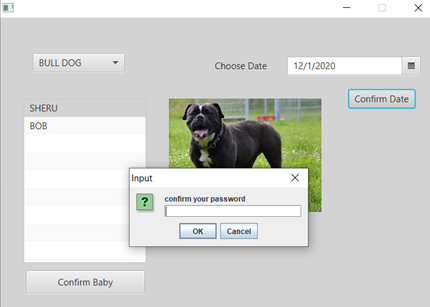 BULL DOG
Choose Date
12/1/2020
Confirm Date
SHERU
BOB
Input
?
confirm your password
OK
Cancel
Confirm Baby